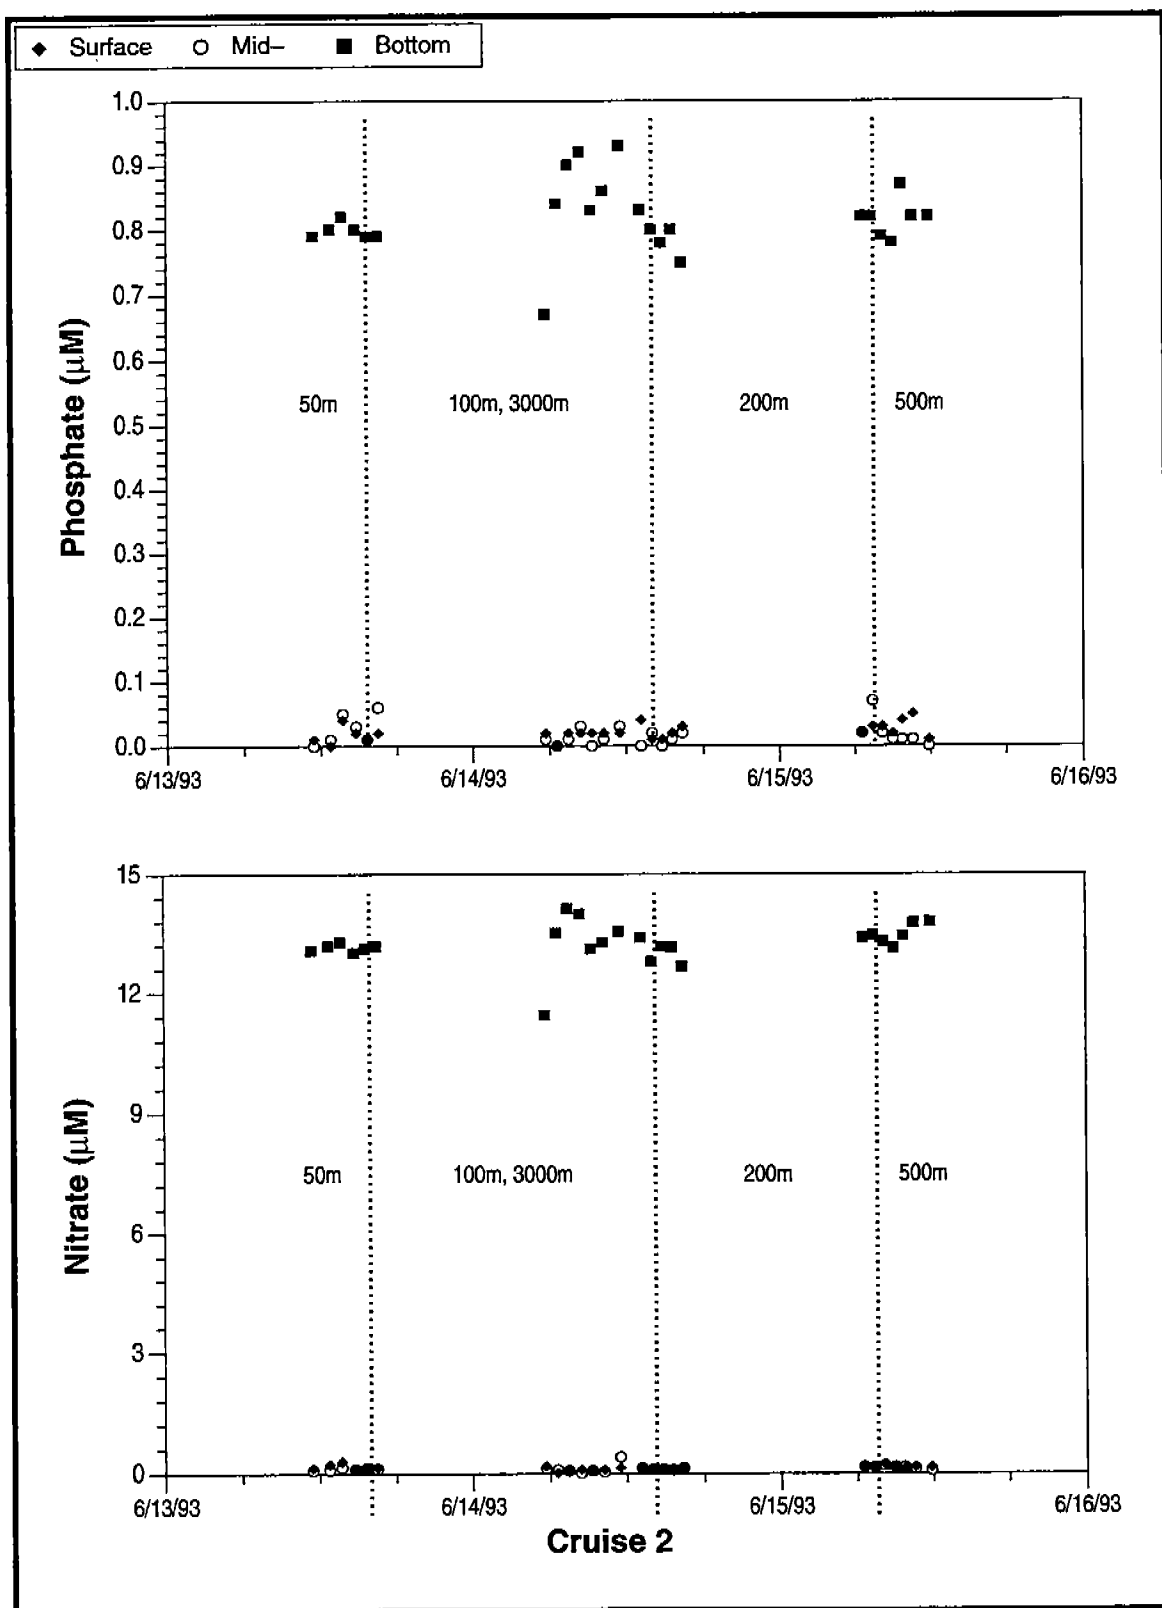 Surface Mid– Bottom
1.0
0.9
0.8
0.7
0.6
0.5
0.4
0.3
0.2
0.1
0.0
Phosphate (μM)
50m 100m, 3000m 200m 500m
6/13/93 6/14/93 6/15/93 6/16/93
15
12
9
6
3
0
Nitrate (μM)
50m 100m, 3000m 200m 500m
6/13/93 6/14/93 6/15/93 6/16/93
Cruise 2